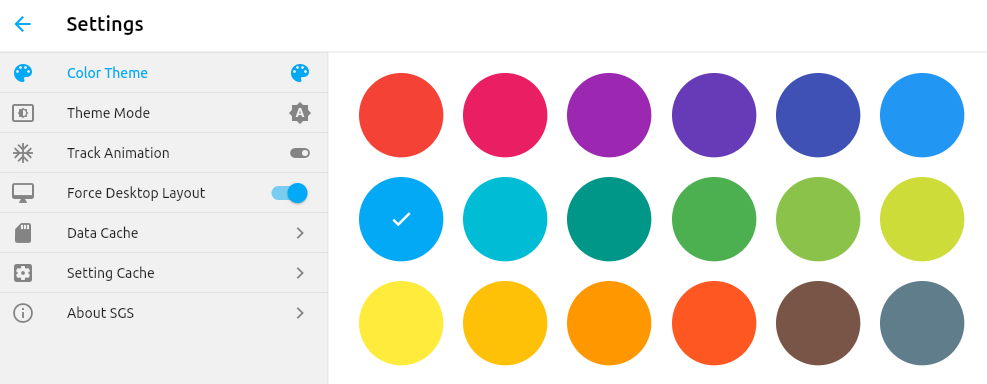 Settings
Color Theme
Theme Mode
A
Track Animation
Force Desktop Layout
Data Cache
Setting Cache
About SGS